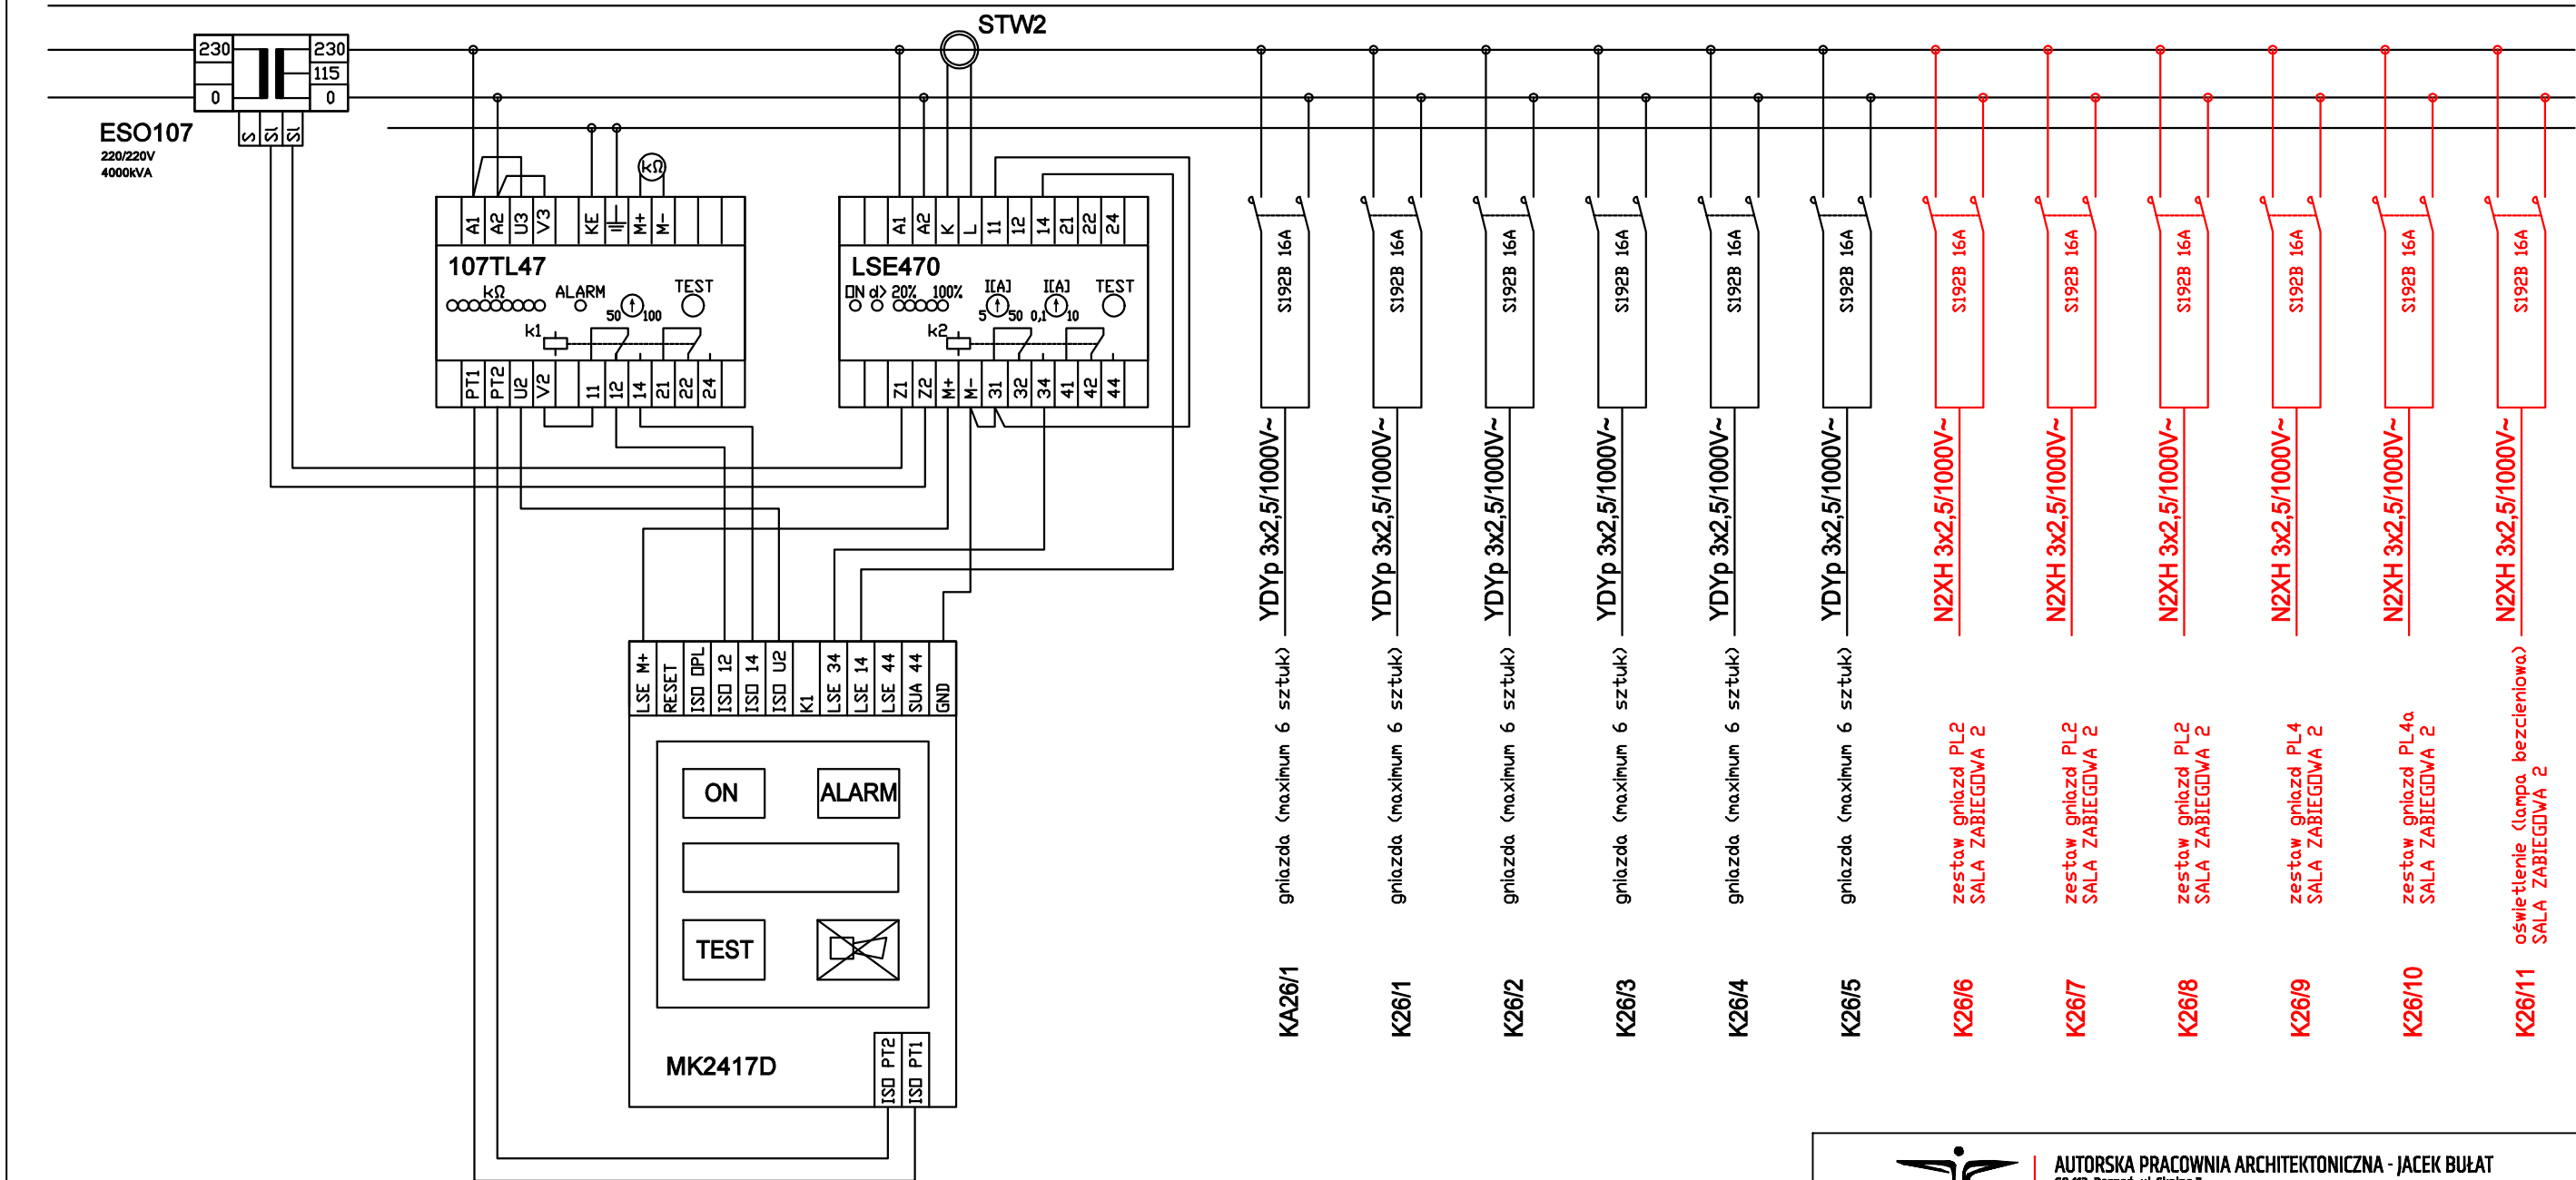 STW2
230
230
115
0
0
S
S1
S1
ESO107
220/220V
4000kVA
kΩ
A1
A2
U3
V3
KE
M+
M-
107TL47
kΩ
ALARM
TEST
50
100
k1
PT1
PT2
U2
V2
11
12
14
21
22
24
A1
A2
K
L
11
12
14
21
22
24
LSE470
ON d> 20% 100%
I[A]
I[A]
TEST
5
50
0,1
10
k2
Z1
Z2
M+
M-
31
32
34
41
42
44
LSE M+
RESET
ISO OPL
ISO 12
ISO 14
ISO U2
K1
LSE 34
LSE 14
LSE 44
SUA 44
GND
ON
ALARM
TEST
MK2417D
ISO PT2
ISO PT1
S192B 16A
YDYp 3x2,5/1000V~
gniazda (maximum 6 sztuk)
KA26/1
S192B 16A
YDYp 3x2,5/1000V~
gniazda (maximum 6 sztuk)
K26/1
S192B 16A
YDYp 3x2,5/1000V~
gniazda (maximum 6 sztuk)
K26/2
S192B 16A
YDYp 3x2,5/1000V~
gniazda (maximum 6 sztuk)
K26/3
S192B 16A
YDYp 3x2,5/1000V~
gniazda (maximum 6 sztuk)
K26/4
S192B 16A
YDYp 3x2,5/1000V~
gniazda (maximum 6 sztuk)
K26/5
S192B 16A
N2XH 3x2,5/1000V~
zestaw gniazd PL2
SALA ZABIEGOWA 2
K26/6
S192B 16A
N2XH 3x2,5/1000V~
zestaw gniazd PL2
SALA ZABIEGOWA 2
K26/7
S192B 16A
N2XH 3x2,5/1000V~
zestaw gniazd PL2
SALA ZABIEGOWA 2
K26/8
S192B 16A
N2XH 3x2,5/1000V~
zestaw gniazd PL4
SALA ZABIEGOWA 2
K26/9
S192B 16A
N2XH 3x2,5/1000V~
zestaw gniazd PL4a
SALA ZABIEGOWA 2
K26/10
S192B 16A
N2XH 3x2,5/1000V~
oświetlenie (lampa bezcieniowa)
SALA ZABIEGOWA 2
K26/11
AUTORSKA PRACOWNIA ARCHITEKTONICZNA - JACEK BUŁAT